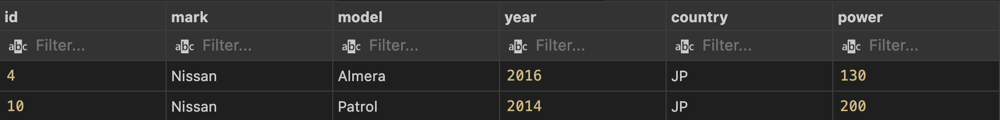 id mark model year country power
abc Filter... abc Filter... abc Filter... abc Filter... abc Filter... abc Filter...
4 Nissan Almera 2016 JP 130
10 Nissan Patrol 2014 JP 200